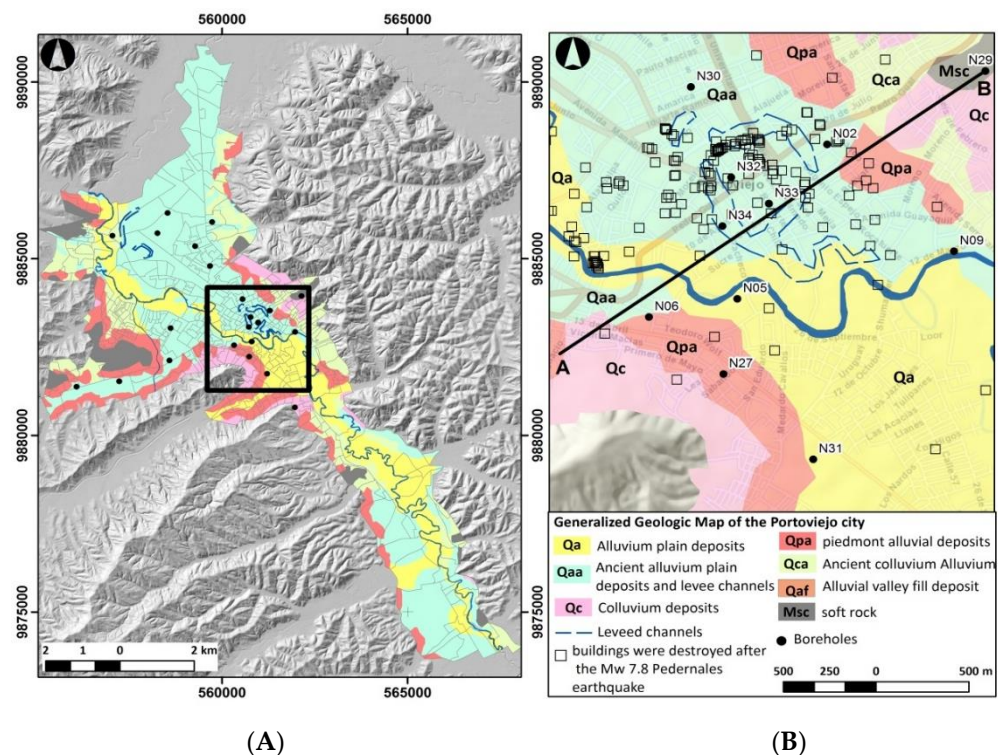 560000
565000
9890000
9885000
9880000
9875000
2 1 0 2 km
560000
565000
N30
Qaa
Qpa
Qca
Msc
N29
B
Qc
N02
Qpa
N32
N33
N34
Qa
N09
Qaa
N05
N06
A
Qc
Qpa
N27
Qa
N31
Generalized Geologic Map of the Portoviejo city
Qa Alluvium plain deposits
Qaa Ancient alluvium plain
deposits and levee channels
Qc Colluvium deposits
Leveed channels
buildings were destroyed after
the Mw 7.8 Pedernales
earthquake
Qpa piedmont alluvial deposits
Qca Ancient colluvium Alluvium
Qaf Alluvial valley fill deposit
Msc soft rock
Boreholes
500 0 500 m
(A)
(B)